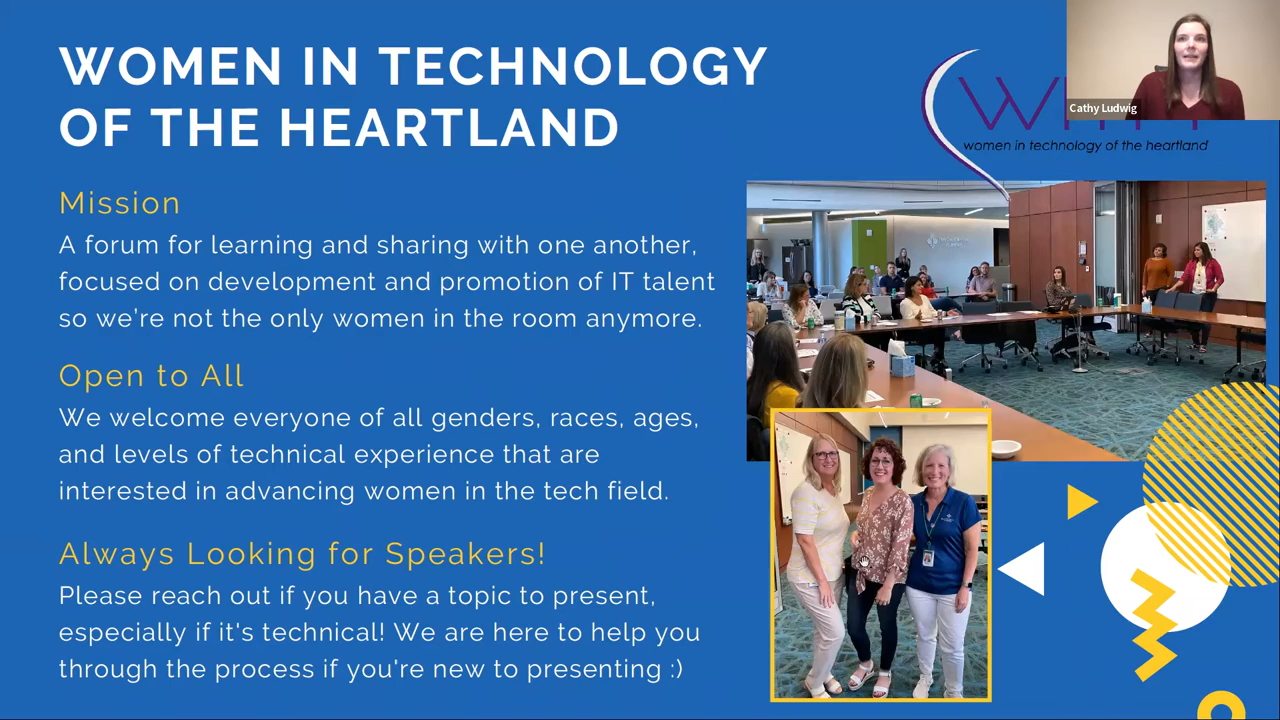 WOMEN IN TECHNOLOGY
OF THE HEARTLAND
Cathy Ludwig
women in technology of the heartland
Mission
A forum for learning and sharing with one another,
focused on development and promotion of IT talent
so we're not the only women in the room anymore.
Open to All
We welcome everyone of all genders, races, ages,
and levels of technical experience that are
interested in advancing women in the tech field.
Always Looking for Speakers!
Please reach out if you have a topic to present,
especially if it's technical! We are here to help you
through the process if you're new to presenting :)